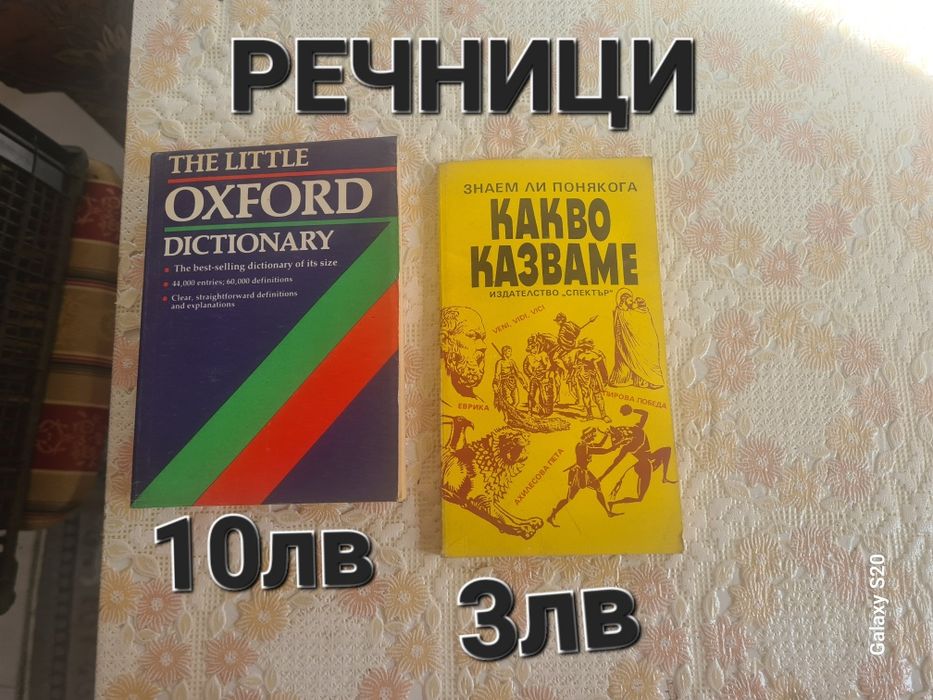 РЕЧНИЦИ
THE LITTLE
OXFORD
DICTIONARY
The best-selling dictionary of its size
44,000 entries; 60,000 definitions
Clear, straightforward definitions
and explanations
10лв
ЗНАЕМ ЛИ ПОНЯКОГА
КАКВО
КАЗВАМЕ
ИЗДАТЕЛСТВО „СПЕКТЪР"
VENI, VIDI, VICI
ЕВРИКА
ПИРОВА ПОБЕДА
АХИЛЕСОВА ПЕТА
3лв
Galaxy S20